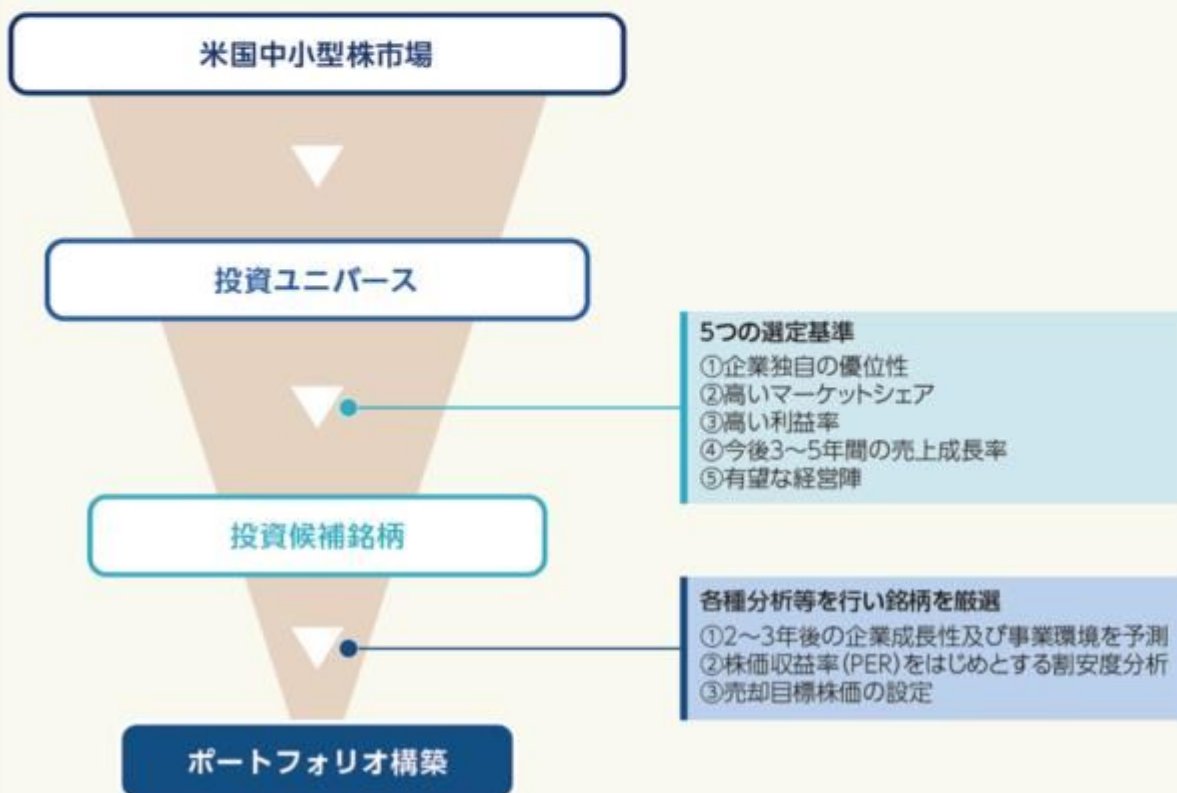 米国中小型株市場
投資ユニバース
5つの選定基準
①企業独自の優位性
②高いマーケットシェア
③高い利益率
④今後3〜5年間の売上成長率
⑤有望な経営陣
投資候補銘柄
各種分析等を行い銘柄を厳選
①2〜3年後の企業成長性及び事業環境を予測
②株価収益率(PER)をはじめとする割安度分析
③売却目標株価の設定
ポートフォリオ構築